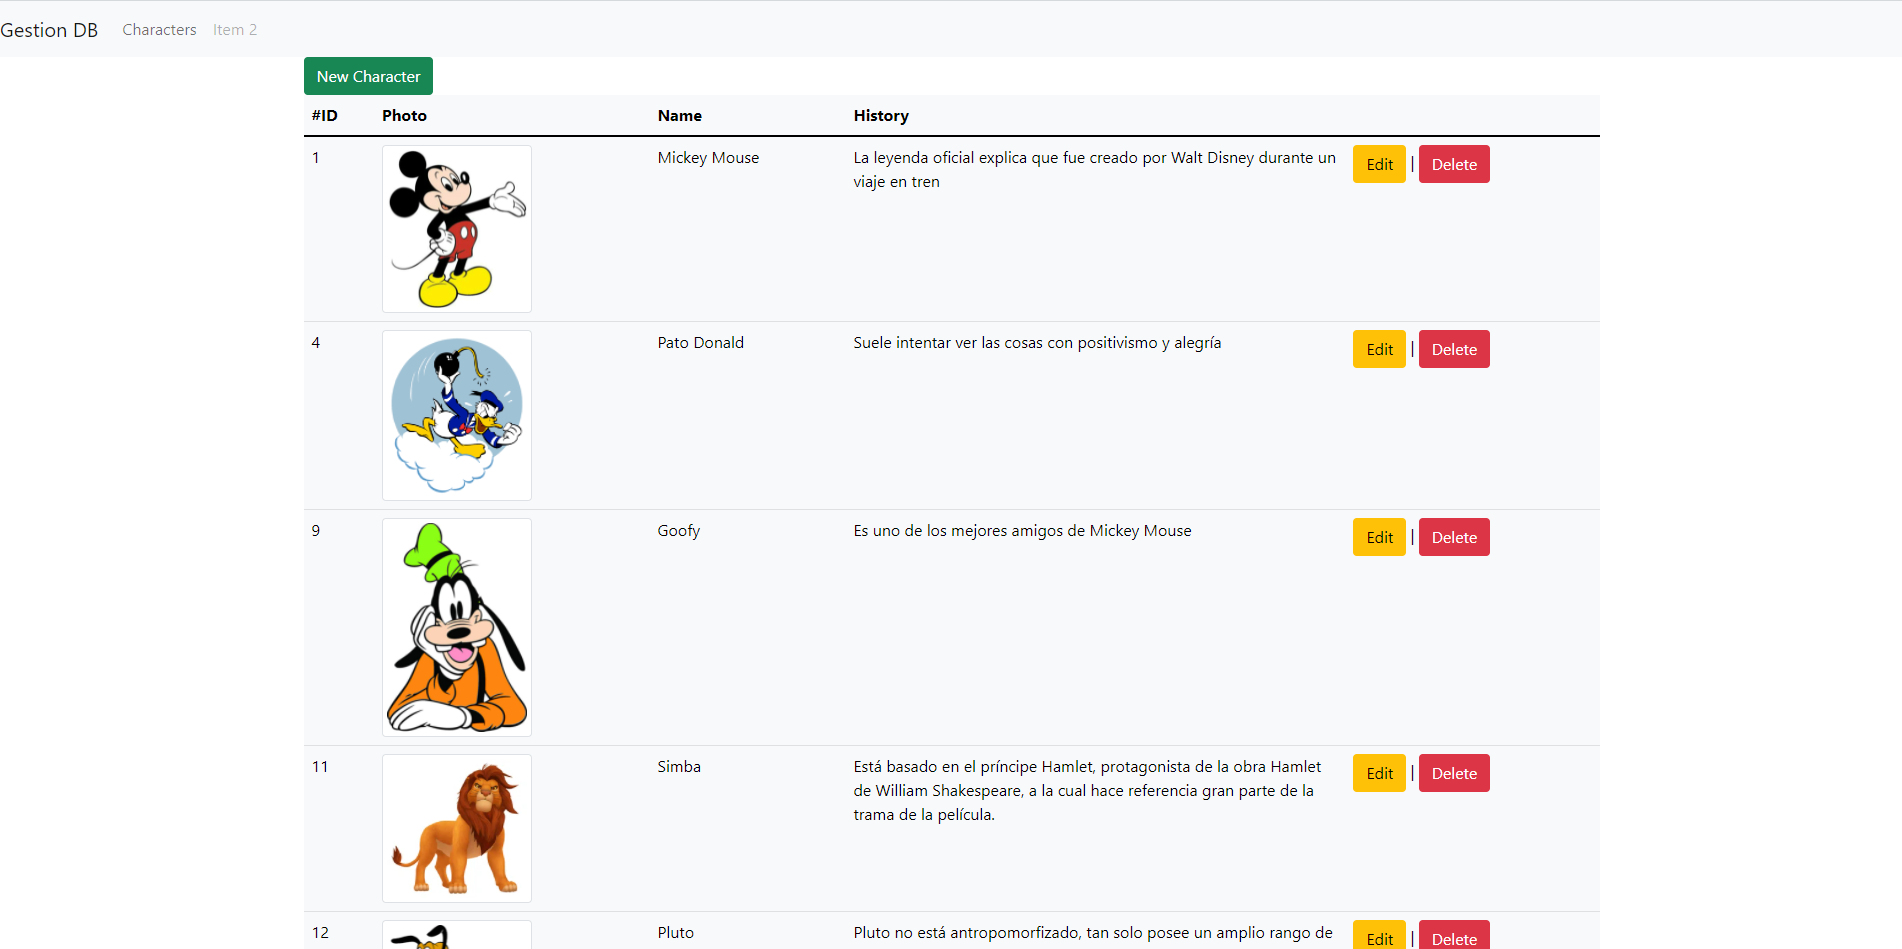 Gestion DB Characters Item 2
New Character
#ID Photo Name History
1 Mickey Mouse La leyenda oficial explica que fue creado por Walt Disney durante un Edit | Delete
viaje en tren
4 Pato Donald Suele intentar ver las cosas con positivismo y alegría Edit | Delete
9 Goofy Es uno de los mejores amigos de Mickey Mouse Edit | Delete
11 Simba Está basado en el príncipe Hamlet, protagonista de la obra Hamlet Edit | Delete
de William Shakespeare, a la cual hace referencia gran parte de la
trama de la película.
12 Pluto Pluto no está antropomorfizado, tan solo posee un amplio rango de Edit | Delete